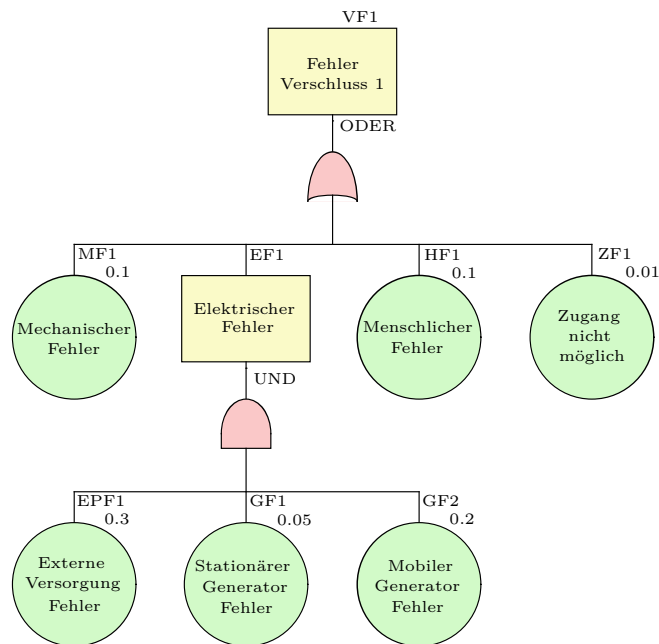 VF1
Fehler
Verschluss 1
ODER
MF1
0.1
Mechanischer
Fehler
EF1
Elektrischer
Fehler
HF1
0.1
Menschlicher
Fehler
ZF1
0.01
Zugang
nicht
möglich
UND
EPF1
0.3
Externe
Versorgung
Fehler
GF1
0.05
Stationärer
Generator
Fehler
GF2
0.2
Mobiler
Generator
Fehler